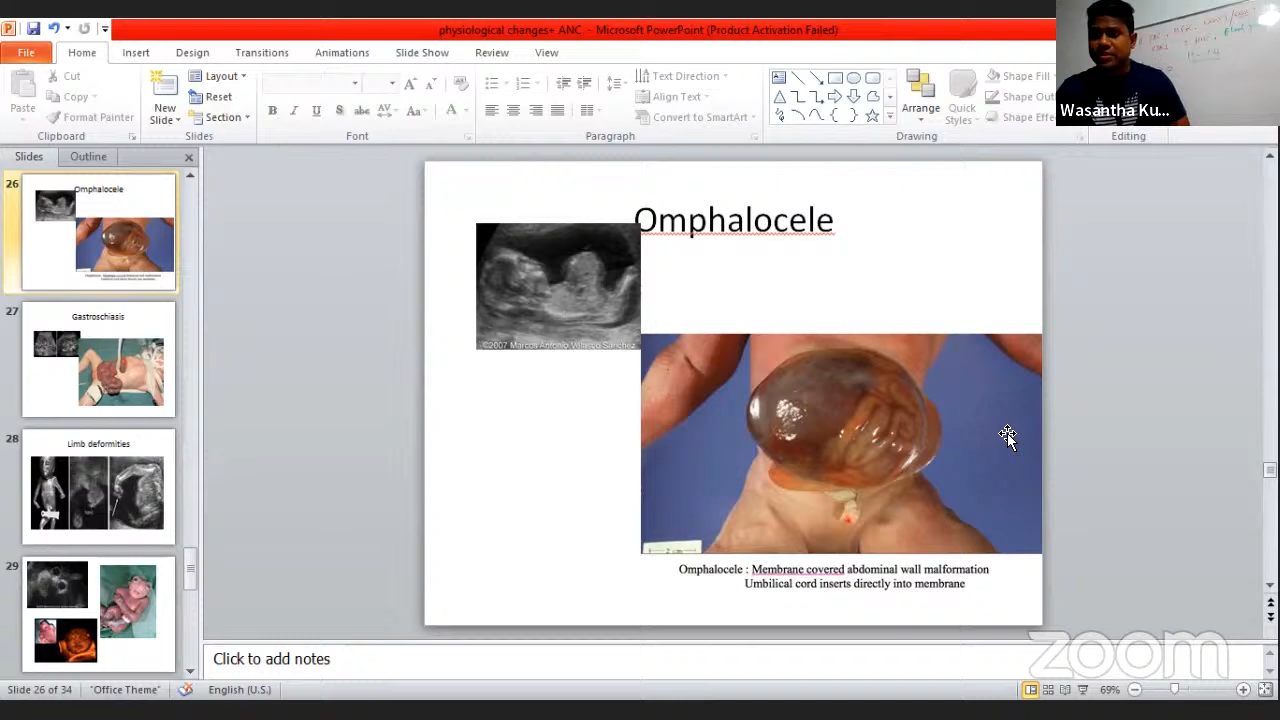 physiological changes+ ANC - Microsoft PowerPoint (Product Activation Failed)
File Home Insert Design Transitions Animations Slide Show Review View
Paste
Cut
Copy
Format Painter
Clipboard
New Slide
Layout
Reset
Section
Slides
B I U S abc AV Aa A
Font
Text Direction
Align Text
Convert to SmartArt
Paragraph
Arrange
Quick Styles
Shape Fill
Shape Out
Shape Effe
Drawing
Editing
Wasantha Ku...
Slides Outline
26
Omphalocele
27
Gastroschiasis
28
Limb deformities
29
Omphalocele
©2007 Marcos Antonio Velasco Sanchez
Omphalocele : Membrane covered abdominal wall malformation
Umbilical cord inserts directly into membrane
Click to add notes
zoom
Slide 26 of 34 "Office Theme" English (U.S.) 69%